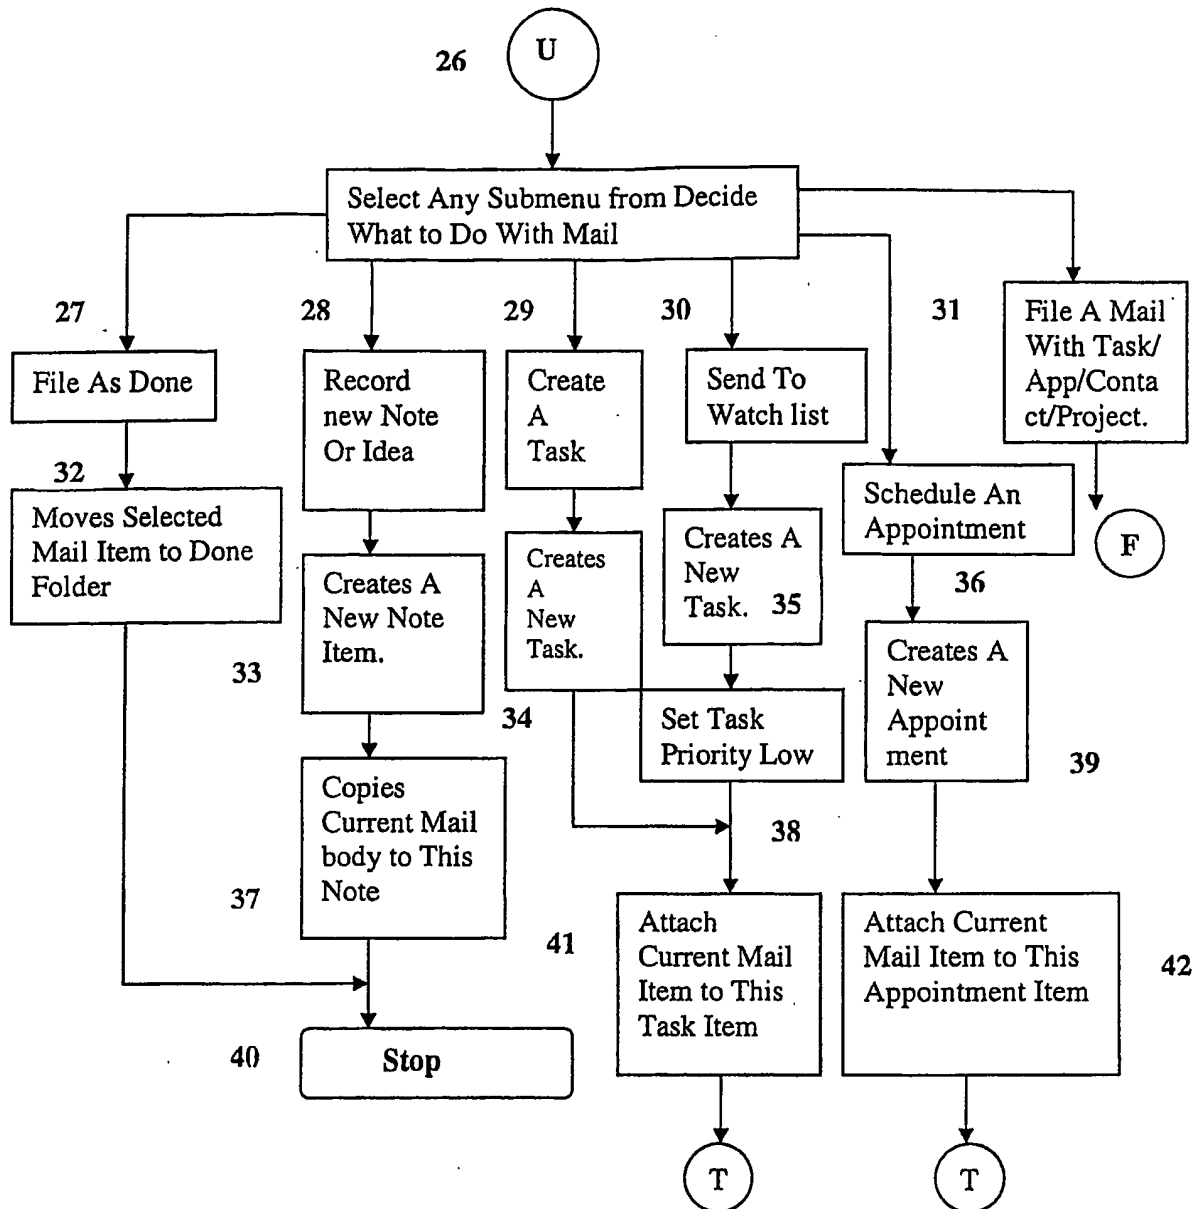 26
U
Select Any Submenu from Decide
What to Do With Mail
27
28
29
30
31
File As Done
Record
new Note
Or Idea
Create
A
Task
Send To
Watch list
File A Mail
With Task/
App/Conta
ct/Project.
32
Moves Selected
Mail Item to Done
Folder
Creates A
New Note
Item.
33
Creates
A
New
Task.
34
Creates A
New
Task.
35
Schedule An
Appointment
F
36
Set Task
Priority Low
Creates A
New
Appoint
ment
39
Copies
Current Mail
body to This
Note
37
38
41
Attach
Current Mail
Item to This
Task Item
Attach Current
Mail Item to This
Appointment Item
42
40
Stop
T
T